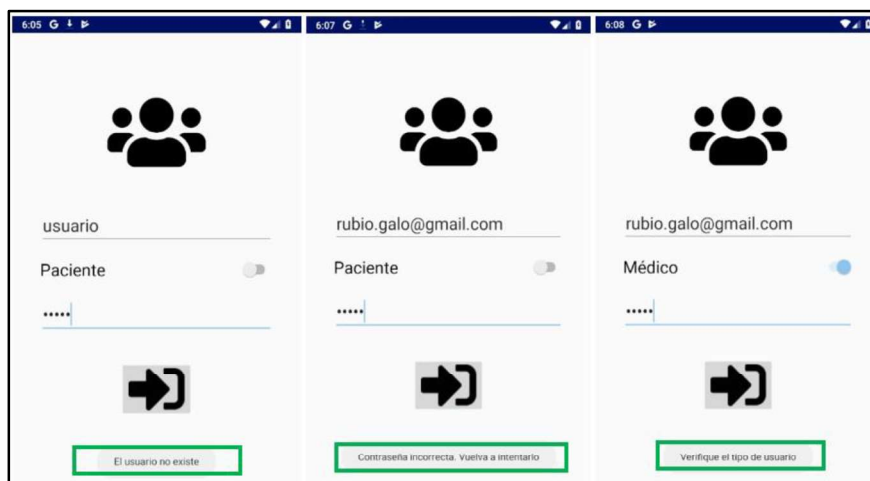 6:05 G
usuario
Paciente
•••••
El usuario no existe
6:07 G
rubio.galo@gmail.com
Paciente
•••••
Contraseña incorrecta. Vuelva a intentarlo
6:08 G
rubio.galo@gmail.com
Médico
•••••
Verifique el tipo de usuario